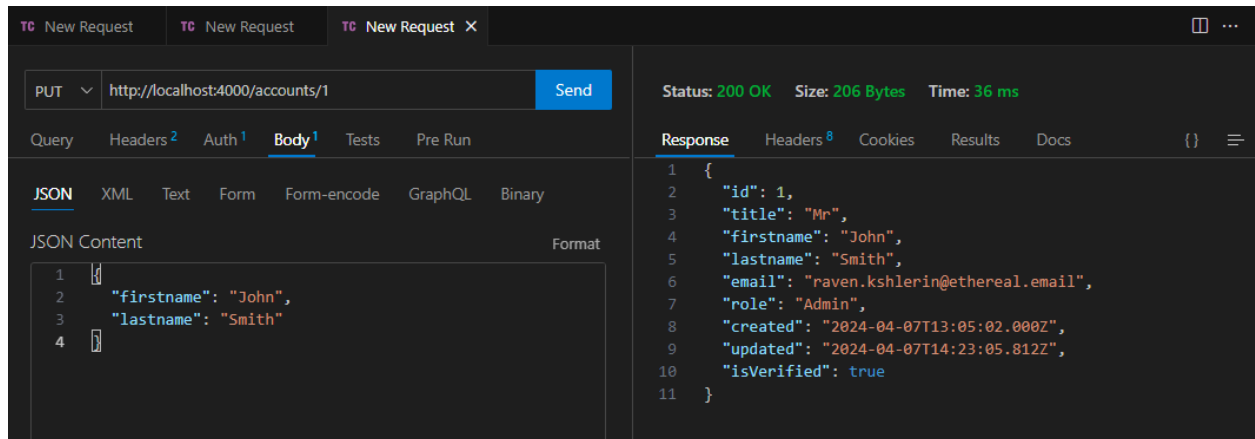 TC New Request TC New Request TC New Request
PUT http://localhost:4000/accounts/1 Send
Query Headers 2 Auth 1 Body 1 Tests Pre Run
JSON XML Text Form Form-encode GraphQL Binary
JSON Content Format
1 {
2 "firstname": "John",
3 "lastname": "Smith"
4 }
Status: 200 OK Size: 206 Bytes Time: 36 ms
Response Headers 8 Cookies Results Docs {}
1 {
2 "id": 1,
3 "title": "Mr",
4 "firstname": "John",
5 "lastname": "Smith",
6 "email": "raven.kshlerin@ethereal.email",
7 "role": "Admin",
8 "created": "2024-04-07T13:05:02.000Z",
9 "updated": "2024-04-07T14:23:05.812Z",
10 "isVerified": true
11 }